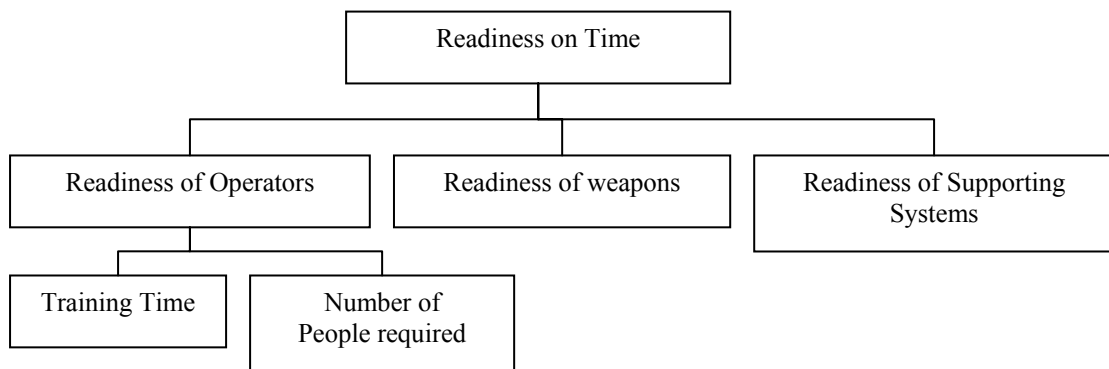 Readiness on Time
Readiness of Operators
Readiness of weapons
Readiness of Supporting
Systems
Training Time
Number of
People required